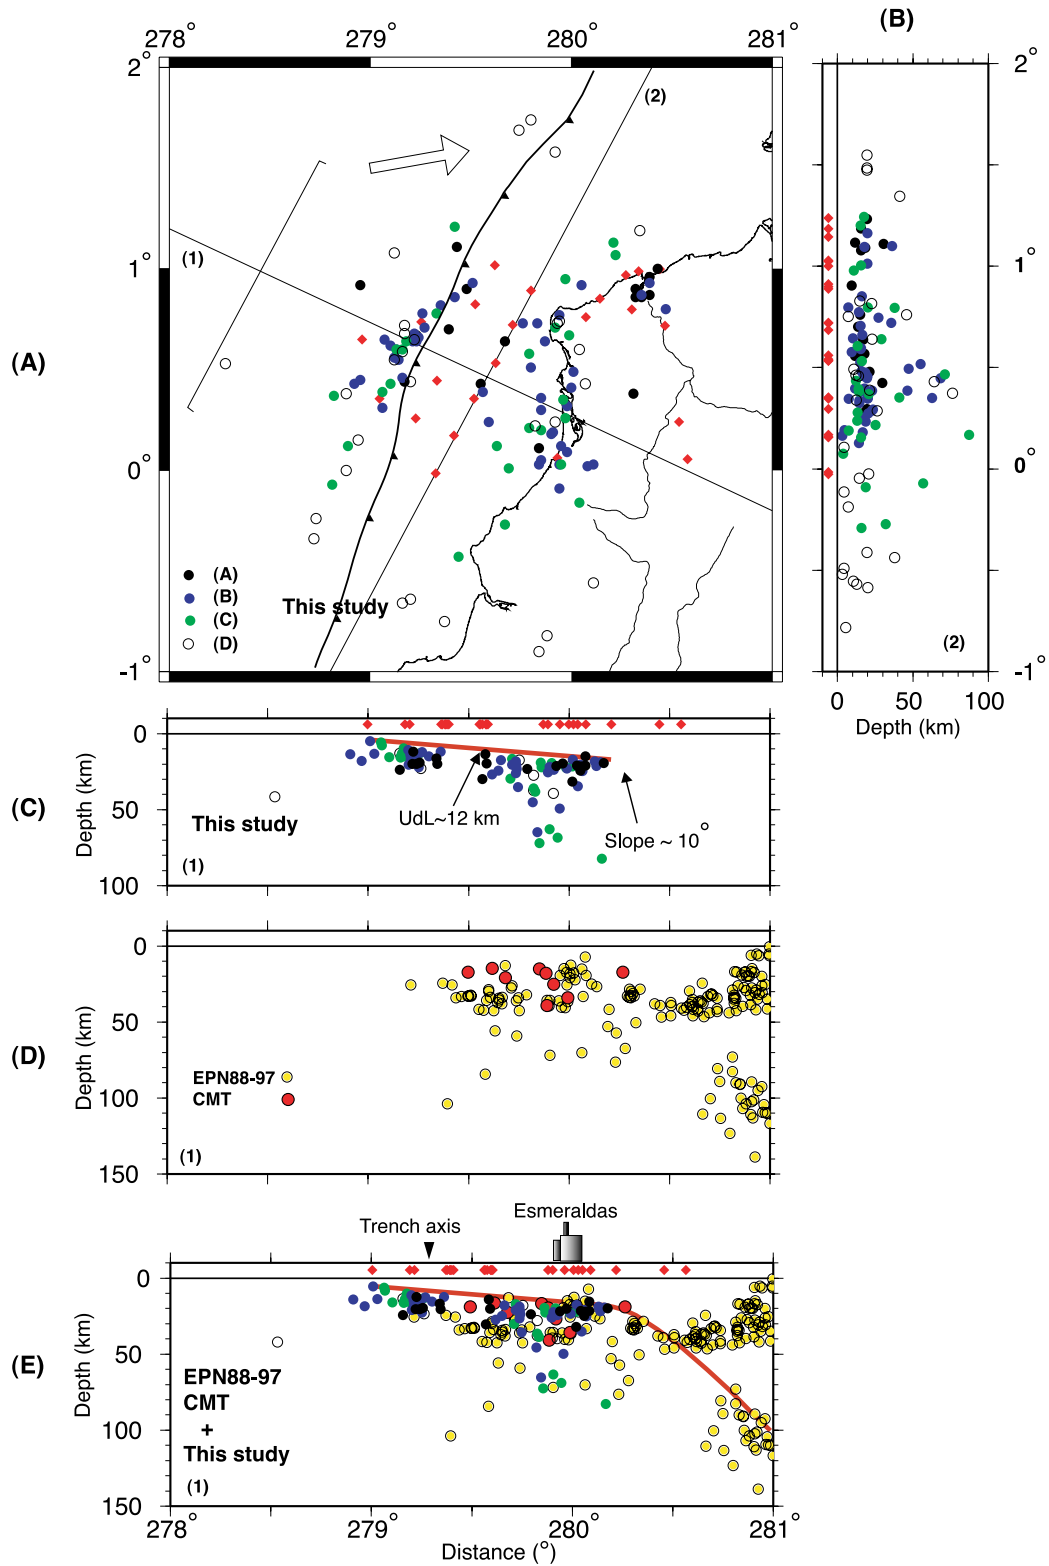 (B)
278° 279° 280° 281°
2° 2°
(2)
(1)
1° 1°
(A)
0° 0°
(A)
(B)
This study
(C)
(D)
(2)
-1° -1°
0 50 100
Depth (km)
(C)
Depth (km)
0
50
100
UdL~12 km
This study
Slope ~ 10°
(1)
(D)
Depth (km)
0
50
100
150
EPN88-97
CMT
(1)
Esmeraldas
Trench axis
(E)
Depth (km)
0
50
100
150
EPN88-97
CMT
+
This study
(1)
278° 279° 280° 281°
Distance (°)